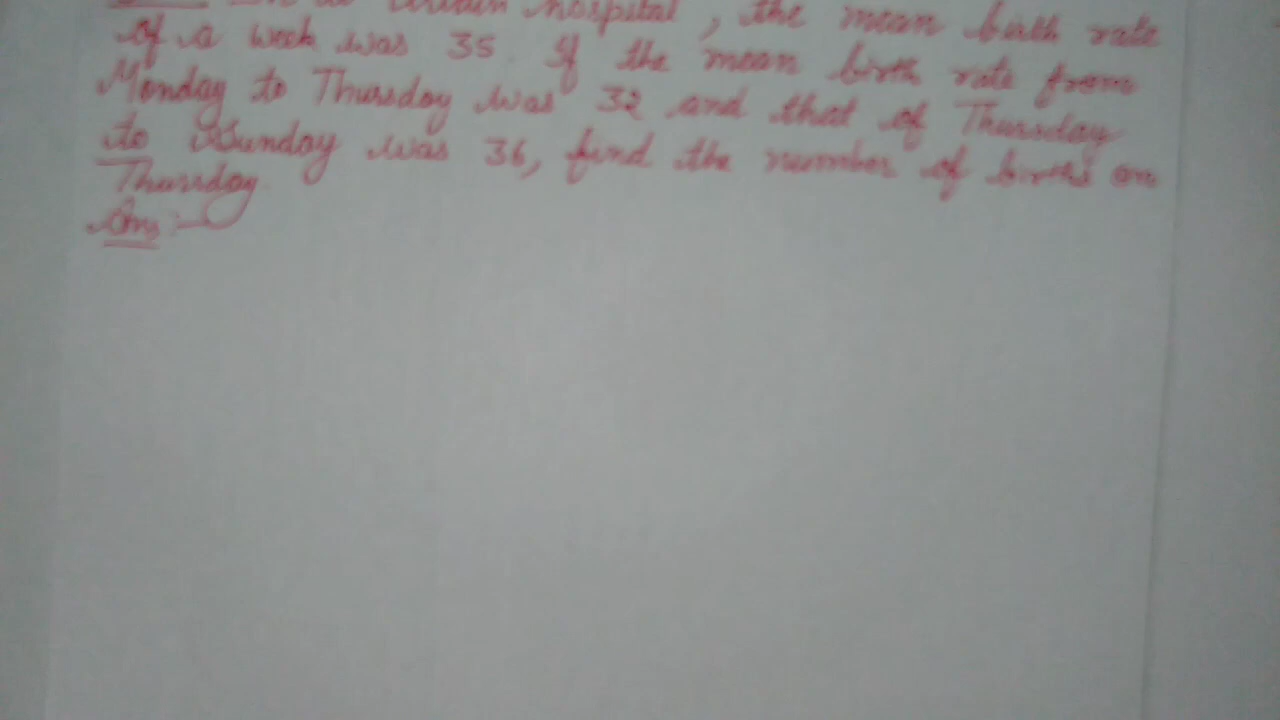 certain hospital, the mean birth rate
of a week was 35. If the mean birth rate from
Monday to Thursday was 32 and that of Thursday
to Sunday was 36, find the number of births on
Thursday.
Ans :-